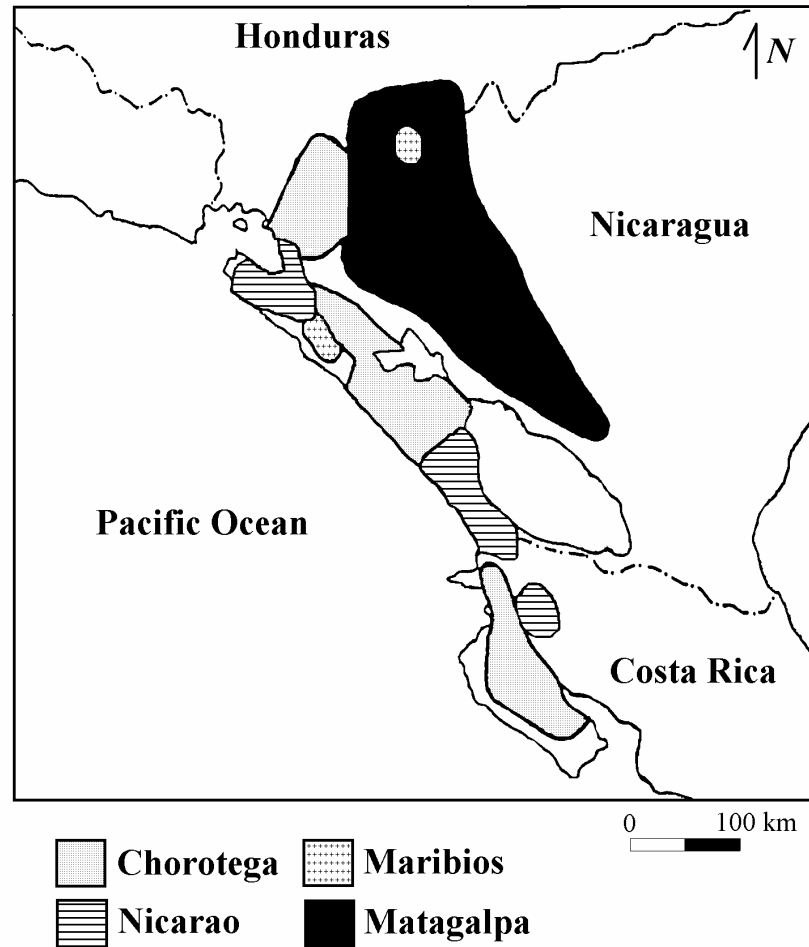 Honduras
N
Nicaragua
Pacific Ocean
Costa Rica
0 100 km
Chorotega
Maribios
Nicarao
Matagalpa